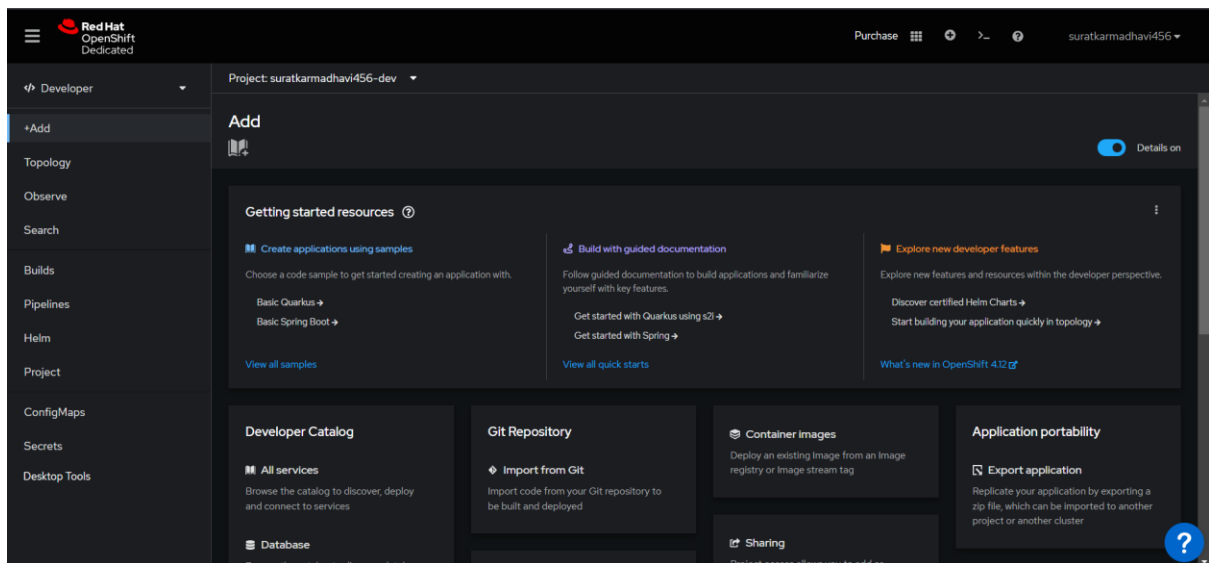 Red Hat
OpenShift
Dedicated
Purchase
suratkarmadhavi456
Developer
+Add
Topology
Observe
Search
Builds
Pipelines
Helm
Project
ConfigMaps
Secrets
Desktop Tools
Project: suratkarmadhavi456-dev
Add
Details on
Getting started resources
Create applications using samples
Choose a code sample to get started creating an application with.
Basic Quarkus →
Basic Spring Boot →
View all samples
Build with guided documentation
Follow guided documentation to build applications and familiarize
yourself with key features.
Get started with Quarkus using s2i →
Get started with Spring →
View all quick starts
Explore new developer features
Explore new features and resources within the developer perspective.
Discover certified Helm Charts →
Start building your application quickly in topology →
What's new in OpenShift 4.12
Developer Catalog
All services
Browse the catalog to discover, deploy
and connect to services
Database
Git Repository
Import from Git
Import code from your Git repository to
be built and deployed
Container images
Deploy an existing Image from an Image
registry or Image stream tag
Sharing
Application portability
Export application
Replicate your application by exporting a
zip file, which can be imported to another
project or another cluster
?